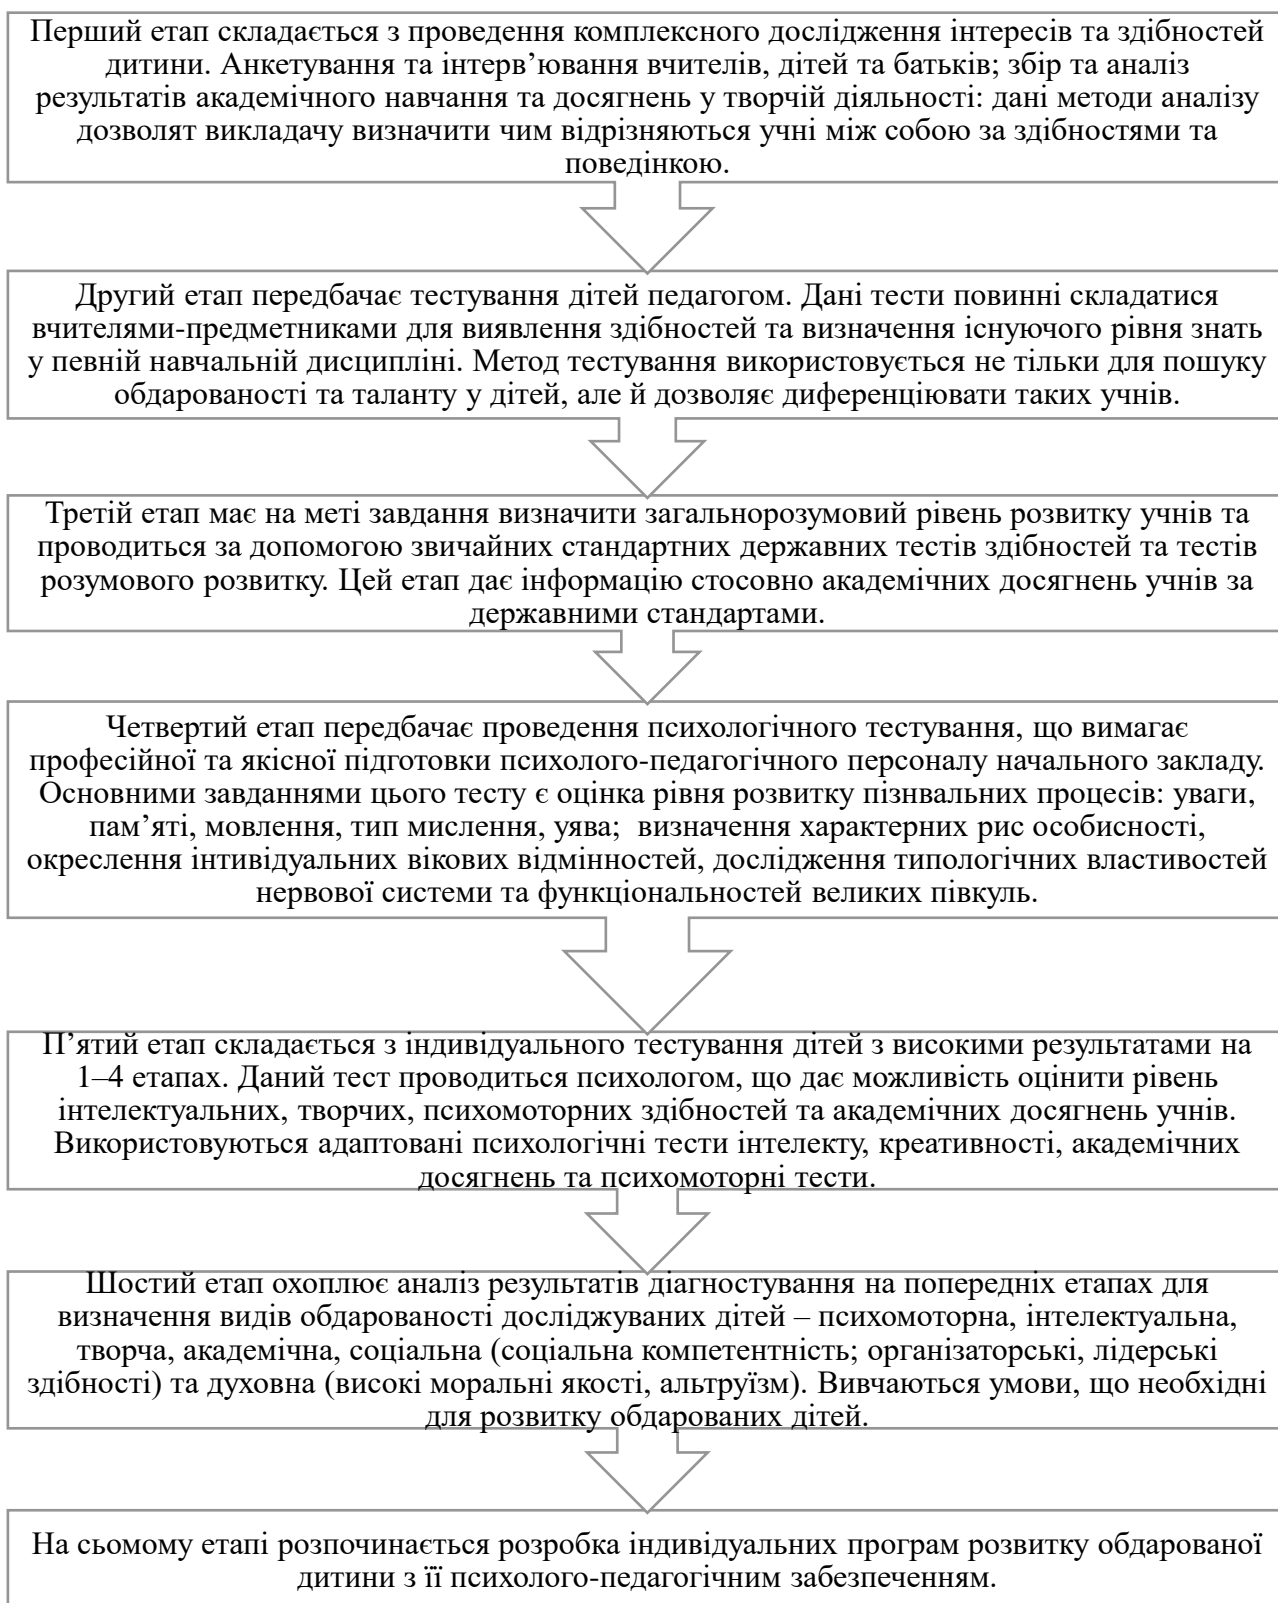 Перший етап складається з проведення комплексного дослідження інтересів та здібностей
дитини. Анкетування та інтерв’ювання вчителів, дітей та батьків; збір та аналіз
результатів академічного навчання та досягнень у творчій діяльності: дані методи аналізу
дозволят викладачу визначити чим відрізняються учні між собою за здібностями та
поведінкою.
Другий етап передбачає тестування дітей педагогом. Дані тести повинні складатися
вчителями-предметниками для виявлення здібностей та визначення існуючого рівня знать
у певній навчальній дисципліні. Метод тестування використовується не тільки для пошуку
обдарованості та таланту у дітей, але й дозволяє диференціювати таких учнів.
Третій етап має на меті завдання визначити загальнорозумовий рівень розвитку учнів та
проводиться за допомогою звичайних стандартних державних тестів здібностей та тестів
розумового розвитку. Цей етап дає інформацію стосовно академічних досягнень учнів за
державними стандартами.
Четвертий етап передбачає проведення психологічного тестування, що вимагає
професійної та якісної підготовки психолого-педагогічного персоналу начального закладу.
Основними завданнями цього тесту є оцінка рівня розвитку пізнвальних процесів: уваги,
пам’яті, мовлення, тип мислення, уява;  визначення характерних рис особисності,
окреслення інтивідуальних вікових відмінностей, дослідження типологічних властивостей
нервової системи та функціональностей великих півкуль.
П’ятий етап складається з індивідуального тестування дітей з високими результатами на
1–4 етапах. Даний тест проводиться психологом, що дає можливість оцінити рівень
інтелектуальних, творчих, психомоторних здібностей та академічних досягнень учнів.
Використовуються адаптовані психологічні тести інтелекту, креативності, академічних
досягнень та психомоторні тести.
Шостий етап охоплює аналіз результатів діагностування на попередніх етапах для
визначення видів обдарованості досліджуваних дітей – психомоторна, інтелектуальна,
творча, академічна, соціальна (соціальна компетентність; організаторські, лідерські
здібності) та духовна (високі моральні якості, альтруїзм). Вивчаються умови, що необхідні
для розвитку обдарованих дітей.
На сьомому етапі розпочинається розробка індивідуальних програм розвитку обдарованої
дитини з її психолого-педагогічним забезпеченням.